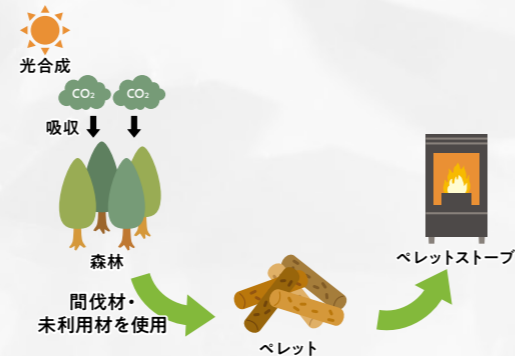 光合成
CO₂ CO₂
吸収
森林
間伐材・
未利用材を使用
ペレット
ペレットストーブ